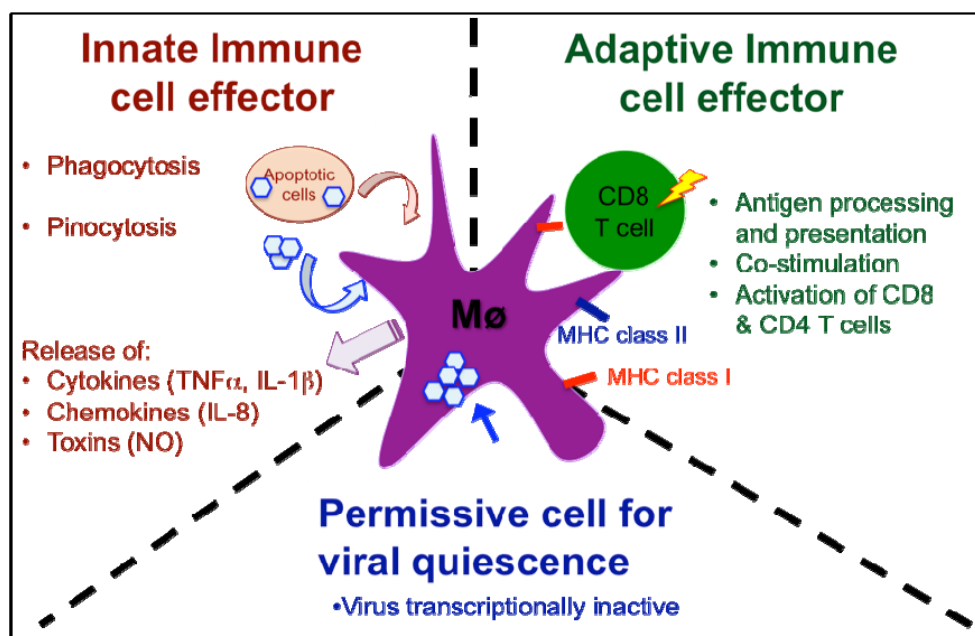 Innate Immune
cell effector
• Phagocytosis
• Pinocytosis
Apoptotic
cells
Release of:
• Cytokines (TNFα, IL-1β)
• Chemokines (IL-8)
• Toxins (NO)
Adaptive Immune
cell effector
CD8
T cell
• Antigen processing
and presentation
• Co-stimulation
• Activation of CD8
& CD4 T cells
Mø
MHC class II
MHC class I
Permissive cell for
viral quiescence
•Virus transcriptionally inactive